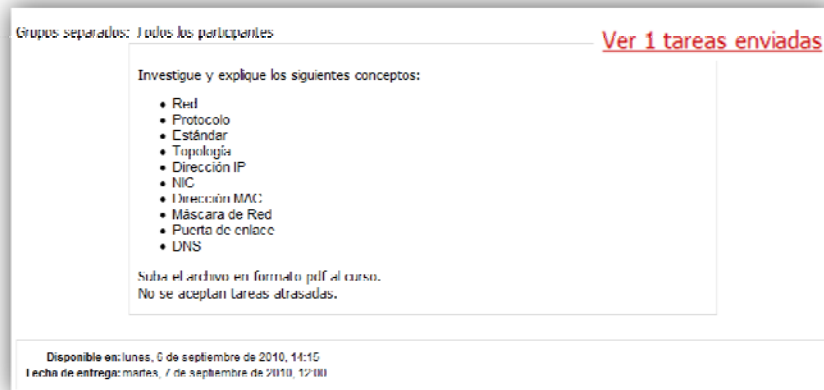 Grupos separados: Todos los participantes
Ver 1 tareas enviadas
Investigue y explique los siguientes conceptos:
• Red
• Protocolo
• Estándar
• Topología
• Dirección IP
• NIC
• Dirección MAC
• Máscara de Red
• Puerta de enlace
• DNS
Suba el archivo en formato pdf al curso.
No se aceptan tareas atrasadas.
Disponible en: lunes, 6 de septiembre de 2010, 14:15
Fecha de entrega: martes, 7 de septiembre de 2010, 12:00